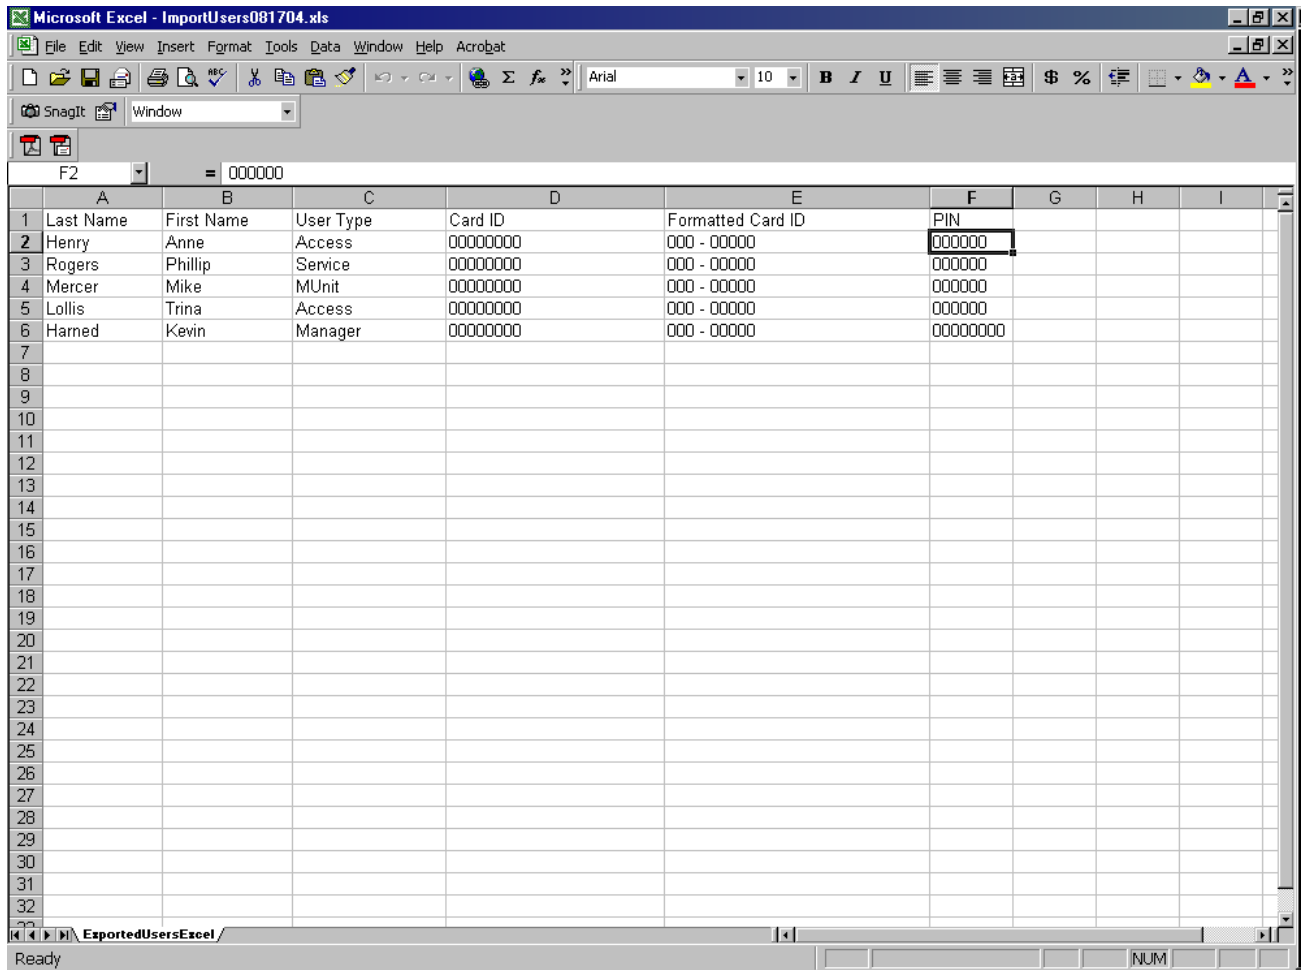 Microsoft Excel - ImportUsers081704.xls
File Edit View Insert Format Tools Data Window Help Acrobat
ABC Σ fx » Arial 10 B I U $ % A »
SnagIt Window
F2 = 000000
A B C D E F G H I
1 Last Name First Name User Type Card ID Formatted Card ID PIN
2 Henry Anne Access 00000000 000 - 00000 000000
3 Rogers Phillip Service 00000000 000 - 00000 000000
4 Mercer Mike MUnit 00000000 000 - 00000 000000
5 Lollis Trina Access 00000000 000 - 00000 000000
6 Harned Kevin Manager 00000000 000 - 00000 00000000
7
8
9
10
11
12
13
14
15
16
17
18
19
20
21
22
23
24
25
26
27
28
29
30
31
32
ExportedUsersExcel
Ready NUM